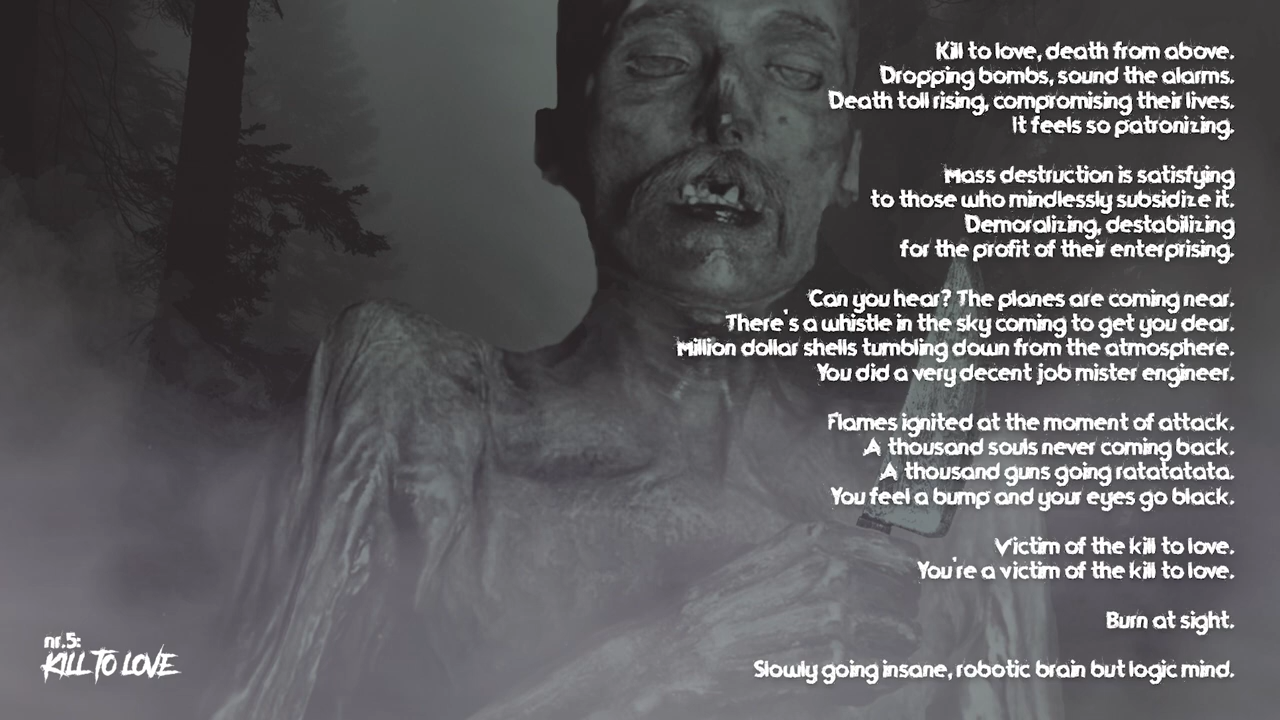 Kill to love, death from above.
Dropping bombs, sound the alarms.
Death toll rising, compromising their lives.
It feels so patronizing.
Mass destruction is satisfying
to those who mindlessly subsidize it.
Demoralizing, destabilizing
for the profit of their enterprising.
Can you hear? The planes are coming near.
There's a whistle in the sky coming to get you dear.
Million dollar shells tumbling down from the atmosphere.
You did a very decent job mister engineer.
Flames ignited at the moment of attack.
A thousand souls never coming back.
A thousand guns going ratatatata.
You feel a bump and your eyes go black.
Victim of the kill to love.
You're a victim of the kill to love.
Burn at sight.
Slowly going insane, robotic brain but logic mind.
nr.5:
KILL TO LOVE